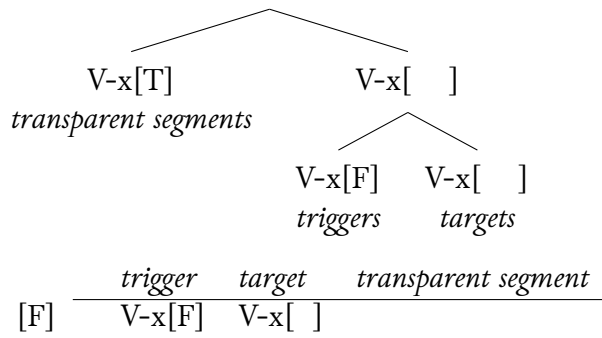 V-x[T] V-x[ ]
transparent segments
V-x[F] V-x[ ]
triggers targets
trigger target transparent segment
[F] V-x[F] V-x[ ]